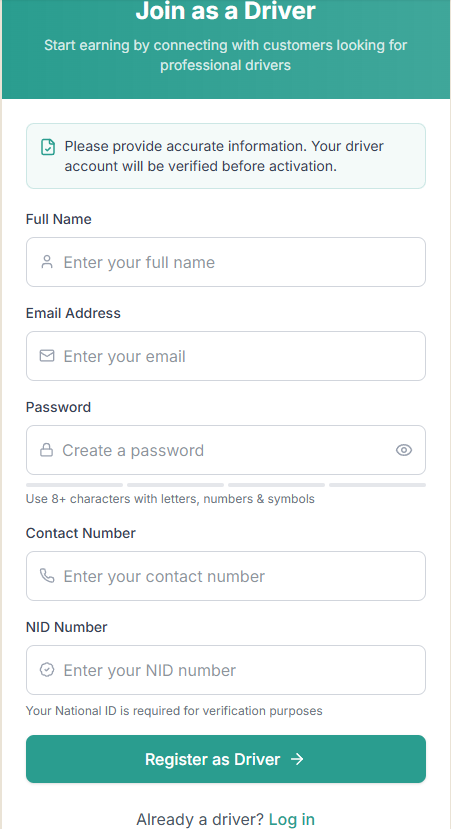 Join as a Driver
Start earning by connecting with customers looking for
professional drivers
Please provide accurate information. Your driver
account will be verified before activation.
Full Name
Enter your full name
Email Address
Enter your email
Password
Create a password
Use 8+ characters with letters, numbers & symbols
Contact Number
Enter your contact number
NID Number
Enter your NID number
Your National ID is required for verification purposes
Register as Driver →
Already a driver? Log in